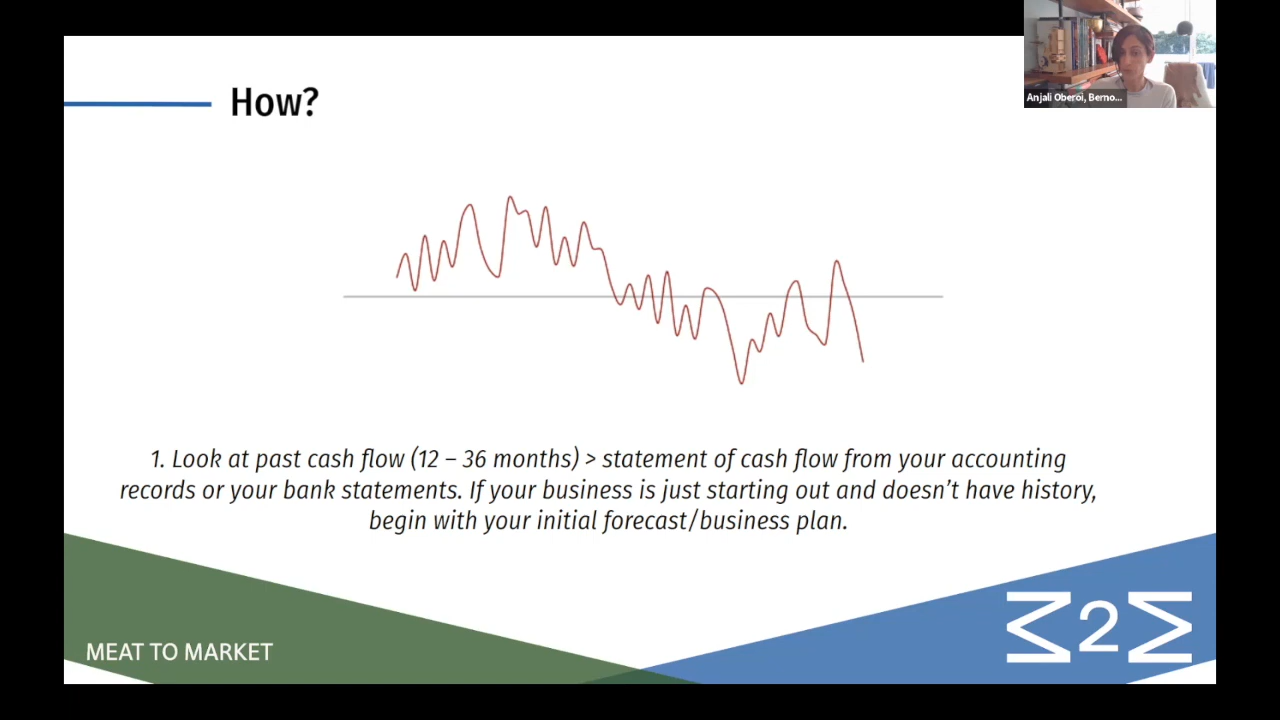 Anjali Oberoi, Berno...
How?
1. Look at past cash flow (12 – 36 months) > statement of cash flow from your accounting
records or your bank statements. If your business is just starting out and doesn’t have history,
begin with your initial forecast/business plan.
MEAT TO MARKET
M2M